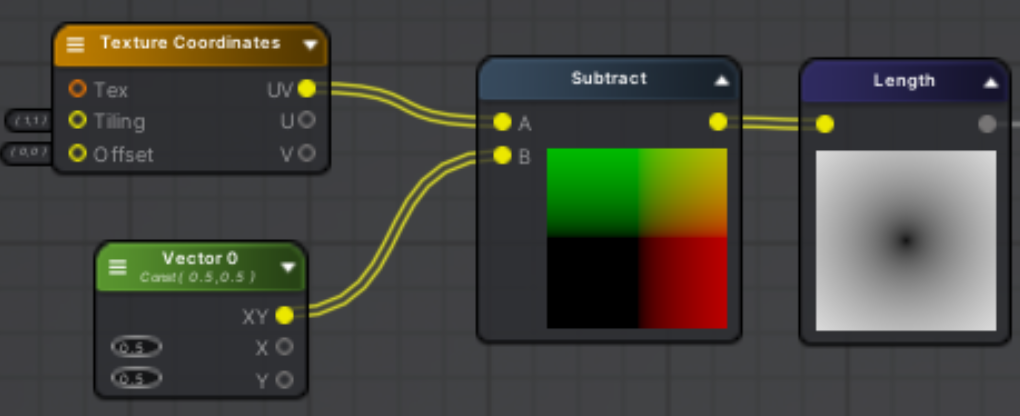 Texture Coordinates
Tex
UV
( 1,1 )
Tiling
U
( 0,0 )
Offset
V
Vector 0
Const( 0.5,0.5 )
XY
0.5
X
0.5
Y
Subtract
A
B
Length